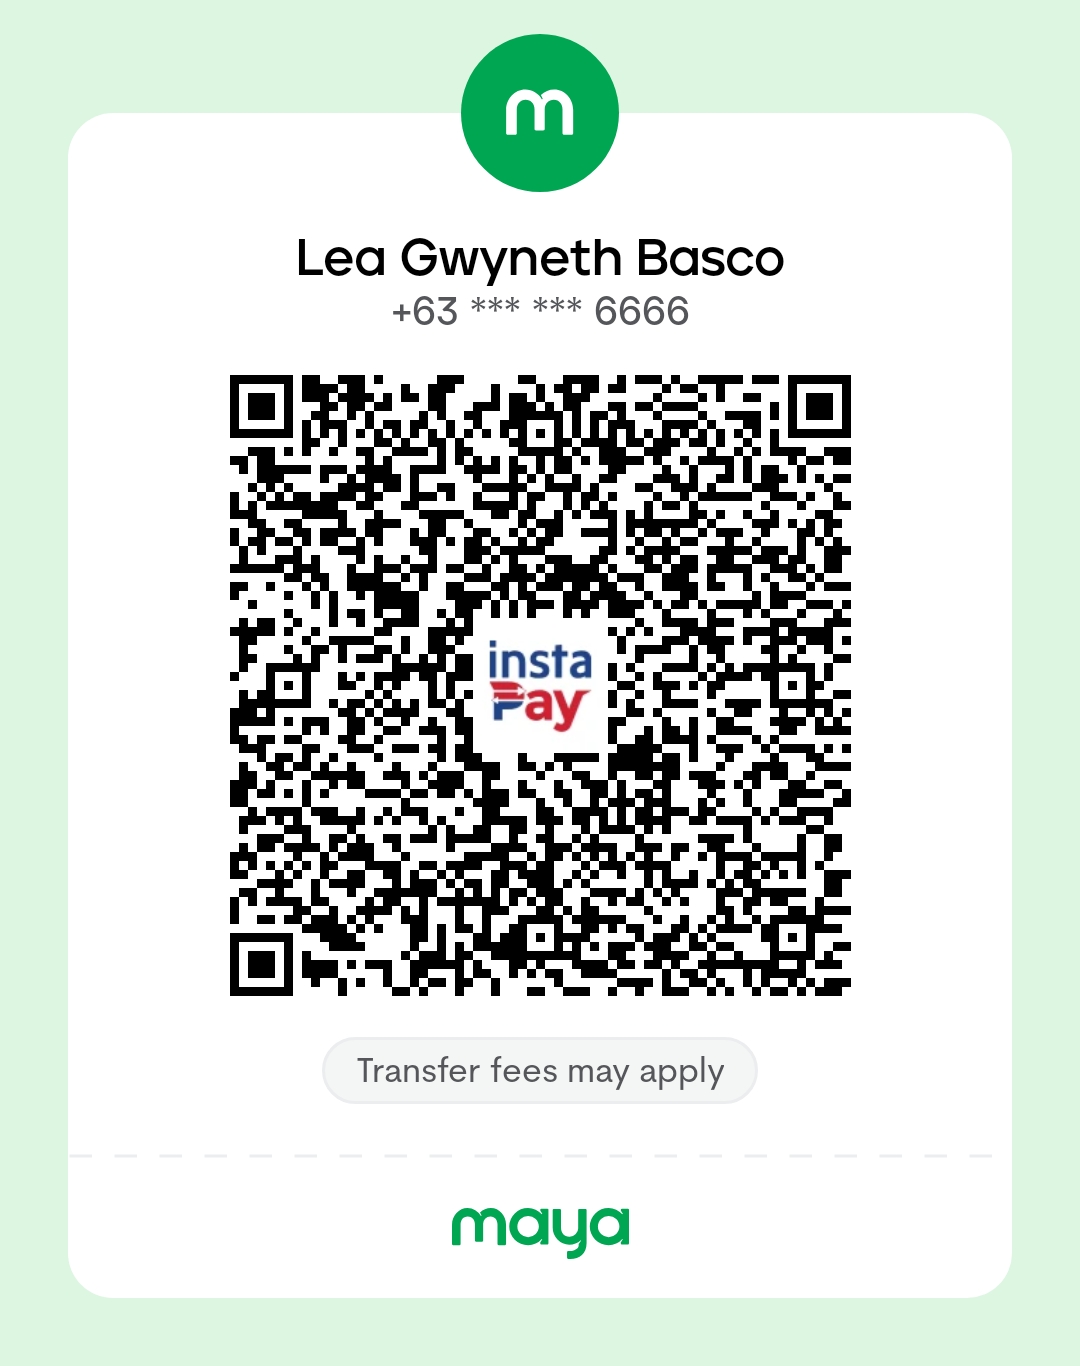 m
Lea Gwyneth Basco
+63 *** *** 6666
insta
Pay
Transfer fees may apply
maya